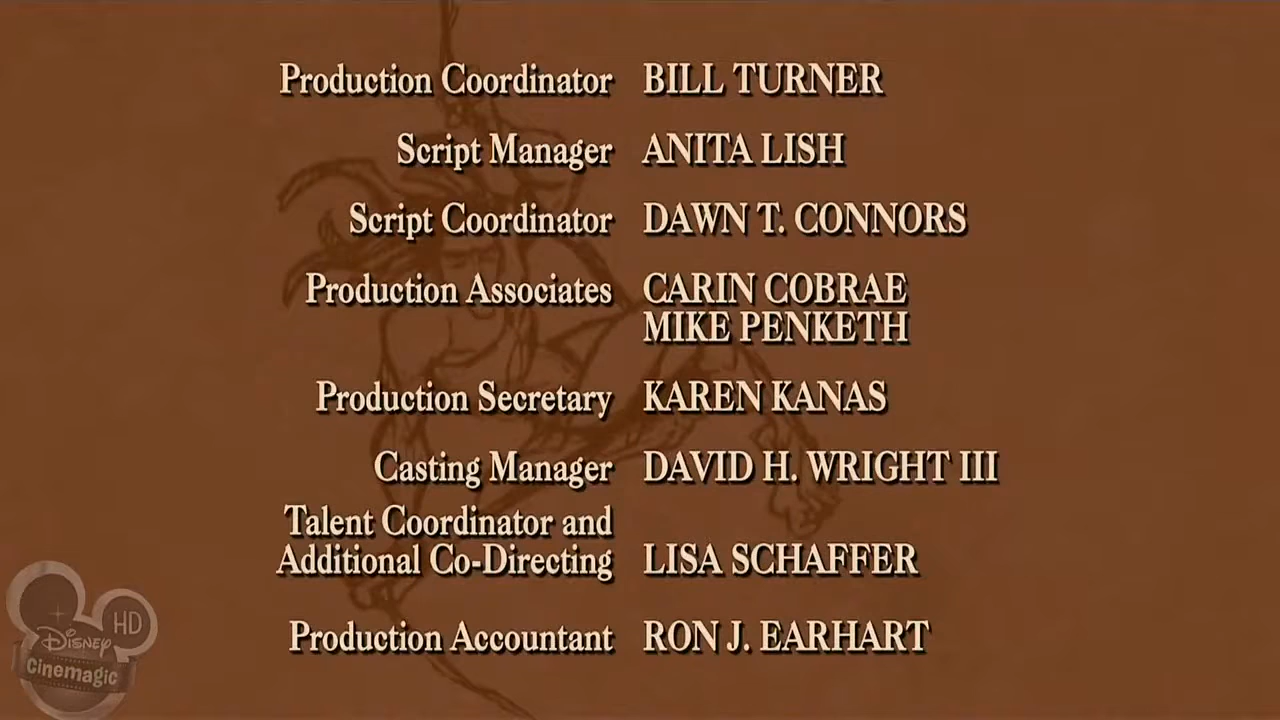 Production Coordinator BILL TURNER
Script Manager ANITA LISH
Script Coordinator DAWN T. CONNORS
Production Associates CARIN COBRAE
MIKE PENKETH
Production Secretary KAREN KANAS
Casting Manager DAVID H. WRIGHT III
Talent Coordinator and
Additional Co-Directing LISA SCHAFFER
Production Accountant RON J. EARHART
HD
DISNEY
Cinemagic